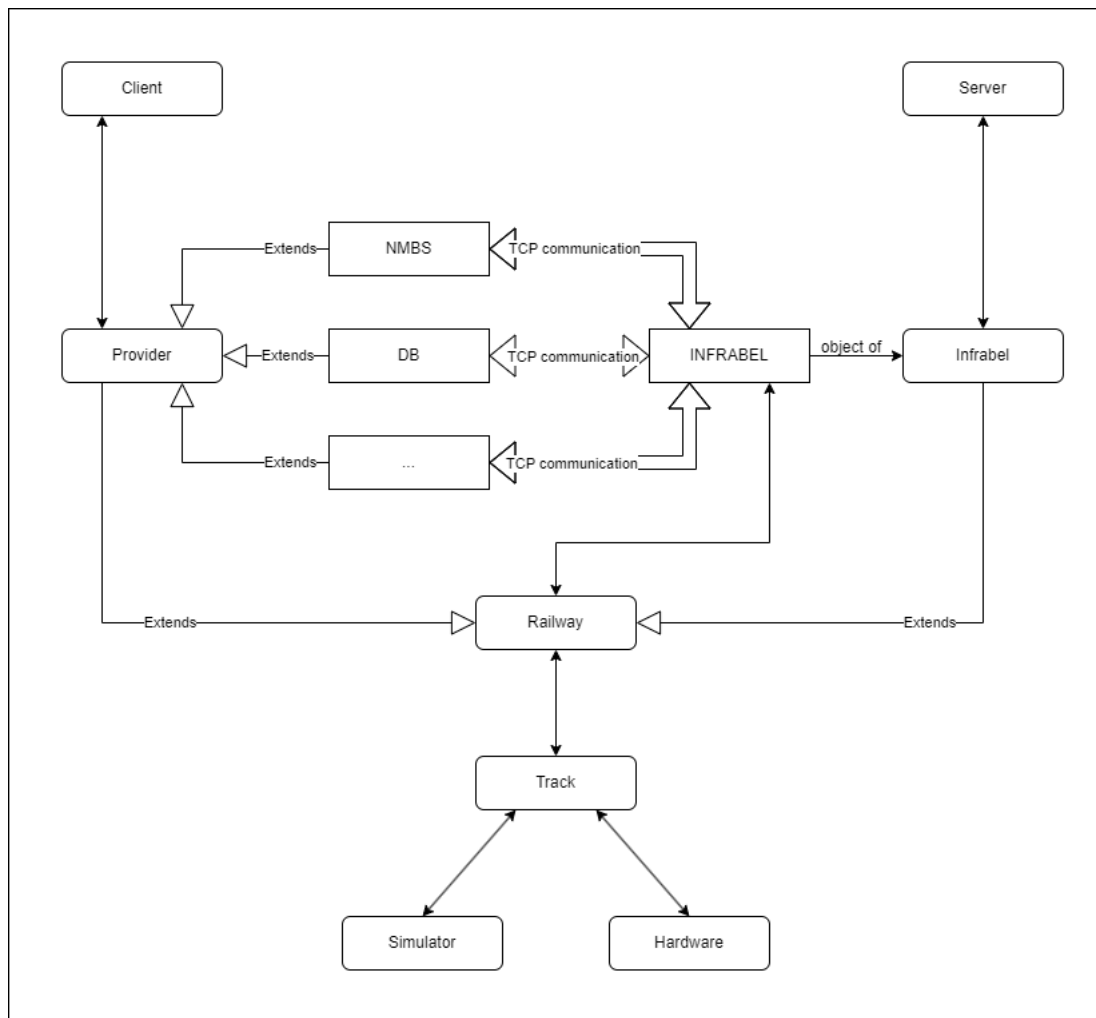 Client
Server
Extends
NMBS
TCP communication
Provider
Extends
DB
TCP communication
INFRABEL
object of
Infrabel
Extends
...
TCP communication
Extends
Railway
Extends
Track
Simulator
Hardware